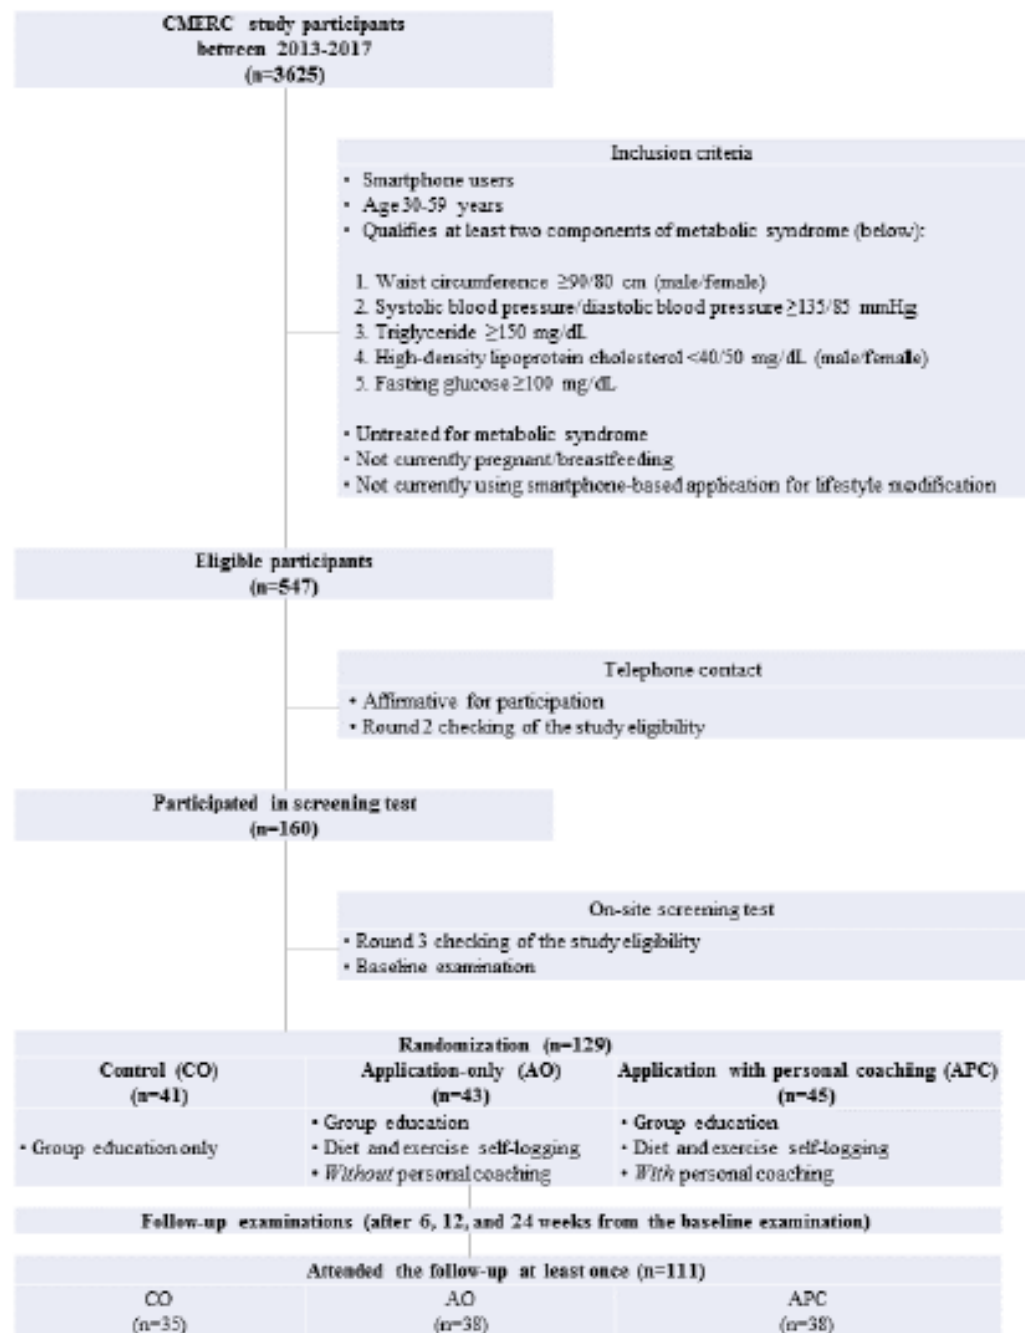 CMERC study participants
between 2013-2017
(n=3625)
Inclusion criteria
• Smartphone users
• Age 30-59 years
• Qualifies at least two components of metabolic syndrome (below):
1. Waist circumference ≥90/80 cm (male/female)
2. Systolic blood pressure/diastolic blood pressure ≥135/85 mmHg
3. Triglyceride ≥150 mg/dL
4. High-density lipoprotein cholesterol <40/50 mg/dL (male/female)
5. Fasting glucose ≥100 mg/dL
• Untreated for metabolic syndrome
• Not currently pregnant/breastfeeding
• Not currently using smartphone-based application for lifestyle modification
Eligible participants
(n=547)
Telephone contact
• Affirmative for participation
• Round 2 checking of the study eligibility
Participated in screening test
(n=160)
On-site screening test
• Round 3 checking of the study eligibility
• Baseline examination
Randomization (n=129)
Control (CO)
(n=41)
• Group education only
Application-only (AO)
(n=43)
• Group education
• Diet and exercise self-logging
• Without personal coaching
Application with personal coaching (APC)
(n=45)
• Group education
• Diet and exercise self-logging
• With personal coaching
Follow-up examinations (after 6, 12, and 24 weeks from the baseline examination)
Attended the follow-up at least once (n=111)
CO
(n=35)
AO
(n=38)
APC
(n=38)